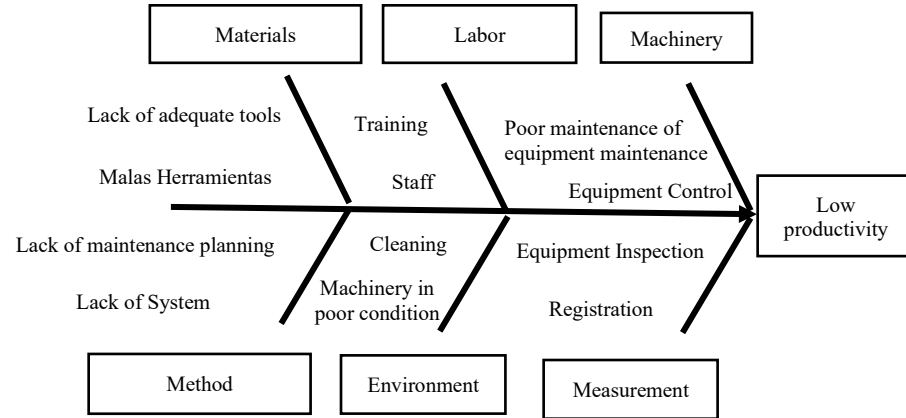 Materials
Labor
Machinery
Lack of adequate tools
Training
Poor maintenance of
equipment maintenance
Malas Herramientas
Staff
Equipment Control
Low
productivity
Lack of maintenance planning
Cleaning
Equipment Inspection
Lack of System
Machinery in
poor condition
Registration
Method
Environment
Measurement